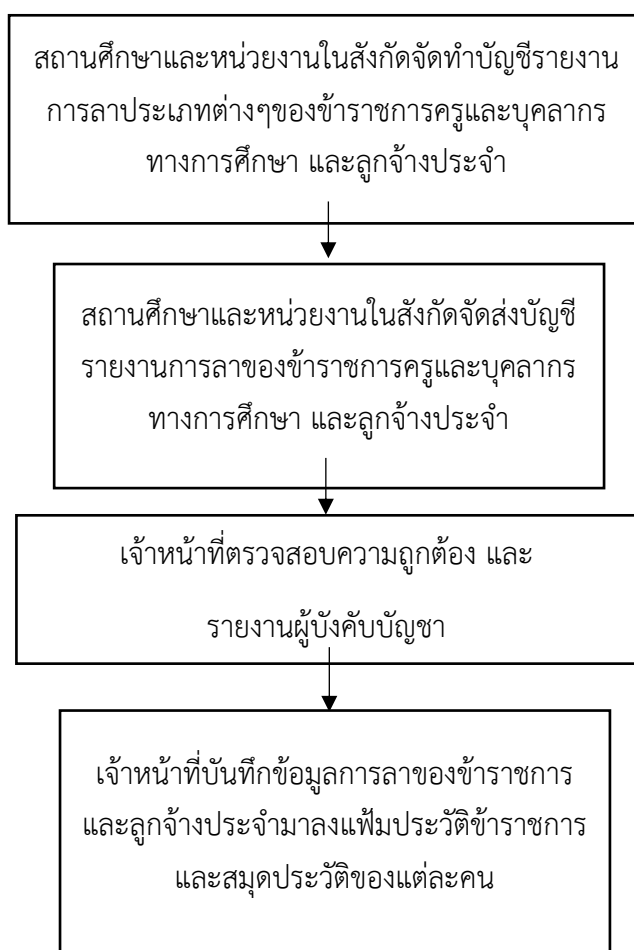 สถานศึกษาและหน่วยงานในสังกัดจัดทำบัญชีรายงาน
การลาประเภทต่างๆของข้าราชการครูและบุคลากร
ทางการศึกษา และลูกจ้างประจำ
สถานศึกษาและหน่วยงานในสังกัดจัดส่งบัญชี
รายงานการลาของข้าราชการครูและบุคลากร
ทางการศึกษา และลูกจ้างประจำ
เจ้าหน้าที่ตรวจสอบความถูกต้อง และ
รายงานผู้บังคับบัญชา
เจ้าหน้าที่บันทึกข้อมูลการลาของข้าราชการ
และลูกจ้างประจำมาลงแฟ้มประวัติข้าราชการ
และสมุดประวัติของแต่ละคน